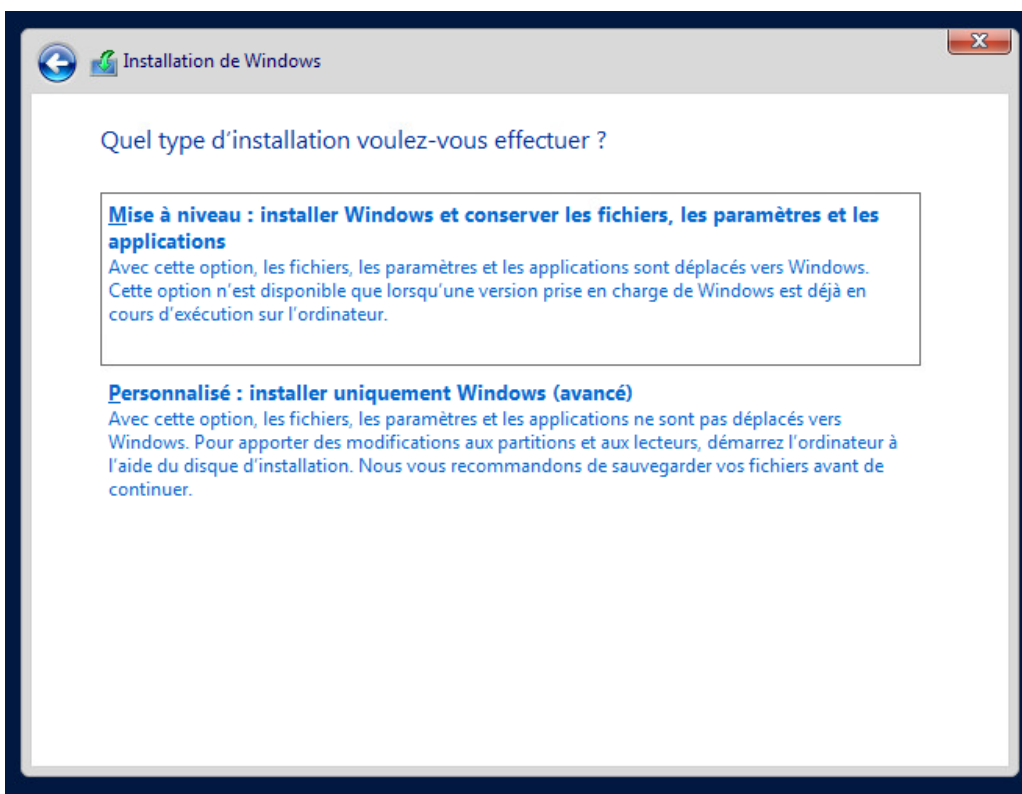 Installation de Windows
X
Quel type d’installation voulez-vous effectuer ?
Mise à niveau : installer Windows et conserver les fichiers, les paramètres et les
applications
Avec cette option, les fichiers, les paramètres et les applications sont déplacés vers Windows.
Cette option n’est disponible que lorsqu’une version prise en charge de Windows est déjà en
cours d’exécution sur l’ordinateur.
Personnalisé : installer uniquement Windows (avancé)
Avec cette option, les fichiers, les paramètres et les applications ne sont pas déplacés vers
Windows. Pour apporter des modifications aux partitions et aux lecteurs, démarrez l’ordinateur à
l’aide du disque d’installation. Nous vous recommandons de sauvegarder vos fichiers avant de
continuer.